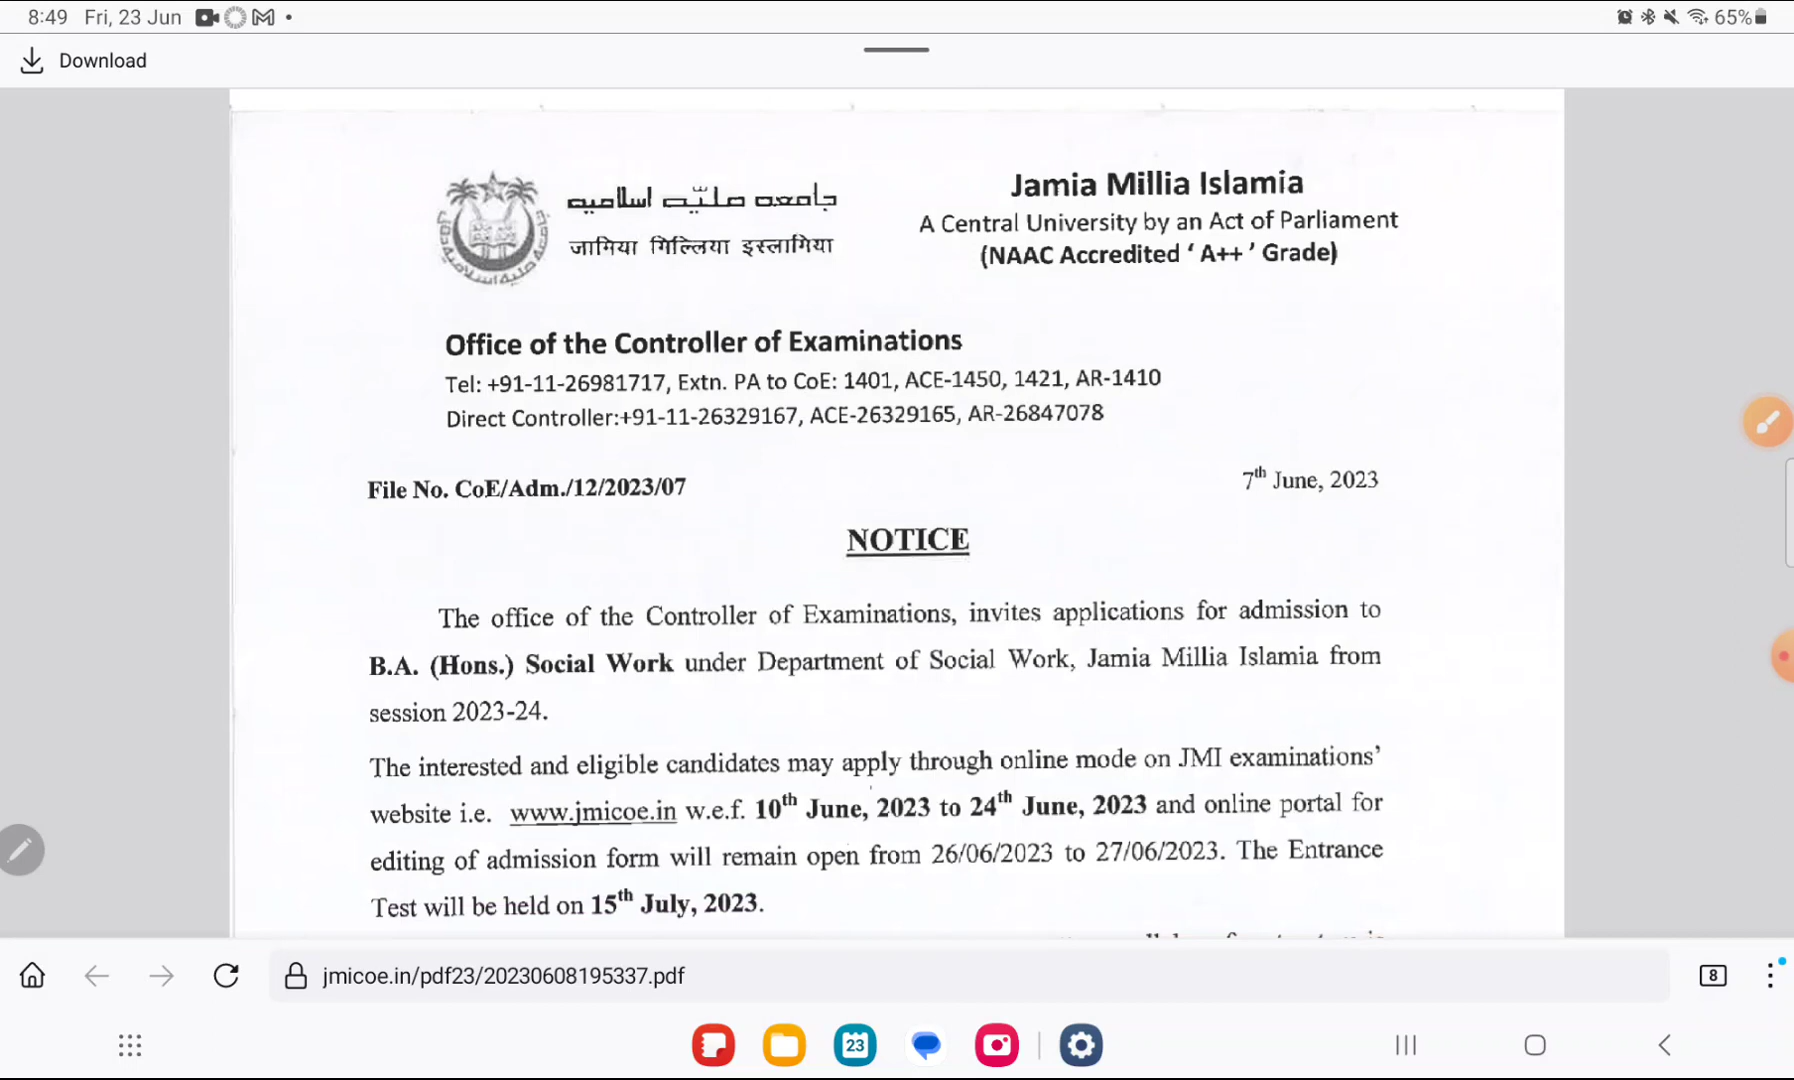 8:49 Fri, 23 Jun
65%
Download
جامعه ملیّه اسلامیه
जामिया मिल्लिया इस्लामिया
Jamia Millia Islamia
A Central University by an Act of Parliament
(NAAC Accredited ‘ A++ ’ Grade)
Office of the Controller of Examinations
Tel: +91-11-26981717, Extn. PA to CoE: 1401, ACE-1450, 1421, AR-1410
Direct Controller:+91-11-26329167, ACE-26329165, AR-26847078
File No. CoE/Adm./12/2023/07
7th June, 2023
NOTICE
The office of the Controller of Examinations, invites applications for admission to
B.A. (Hons.) Social Work under Department of Social Work, Jamia Millia Islamia from
session 2023-24.
The interested and eligible candidates may apply through online mode on JMI examinations’
website i.e. www.jmicoe.in w.e.f. 10th June, 2023 to 24th June, 2023 and online portal for
editing of admission form will remain open from 26/06/2023 to 27/06/2023. The Entrance
Test will be held on 15th July, 2023.
jmicoe.in/pdf23/20230608195337.pdf
8
23